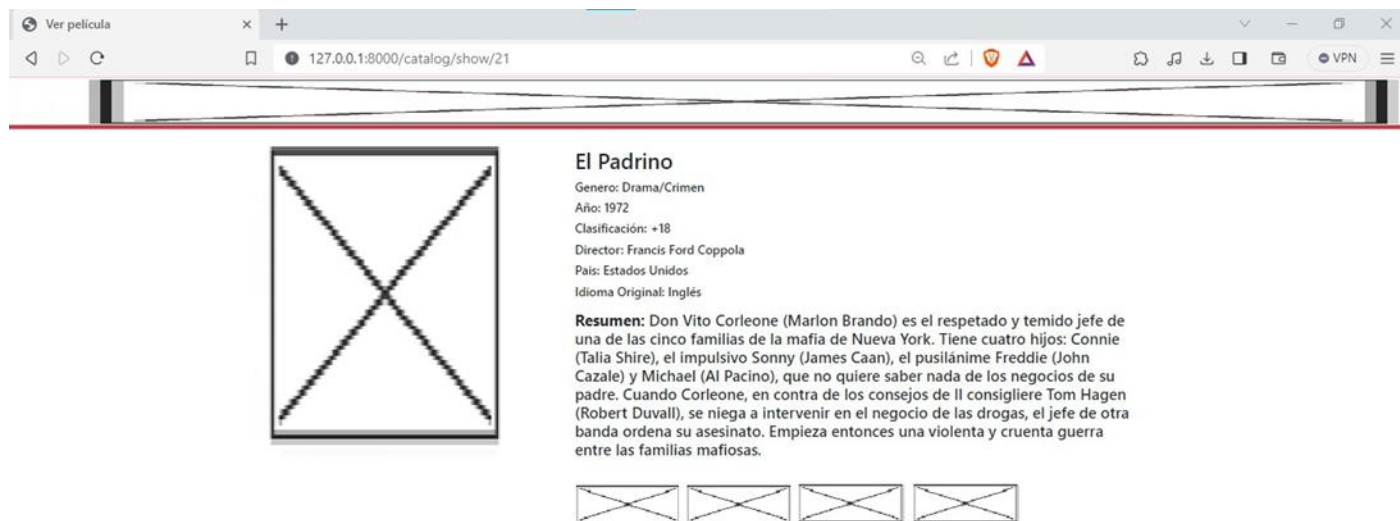 Ver película
127.0.0.1:8000/catalog/show/21
VPN
El Padrino
Genero: Drama/Crimen
Año: 1972
Clasificación: +18
Director: Francis Ford Coppola
Pais: Estados Unidos
Idioma Original: Inglés
Resumen: Don Vito Corleone (Marlon Brando) es el respetado y temido jefe de
una de las cinco familias de la mafia de Nueva York. Tiene cuatro hijos: Connie
(Talia Shire), el impulsivo Sonny (James Caan), el pusilánime Freddie (John
Cazale) y Michael (Al Pacino), que no quiere saber nada de los negocios de su
padre. Cuando Corleone, en contra de los consejos de Il consigliere Tom Hagen
(Robert Duvall), se niega a intervenir en el negocio de las drogas, el jefe de otra
banda ordena su asesinato. Empieza entonces una violenta y cruenta guerra
entre las familias mafiosas.